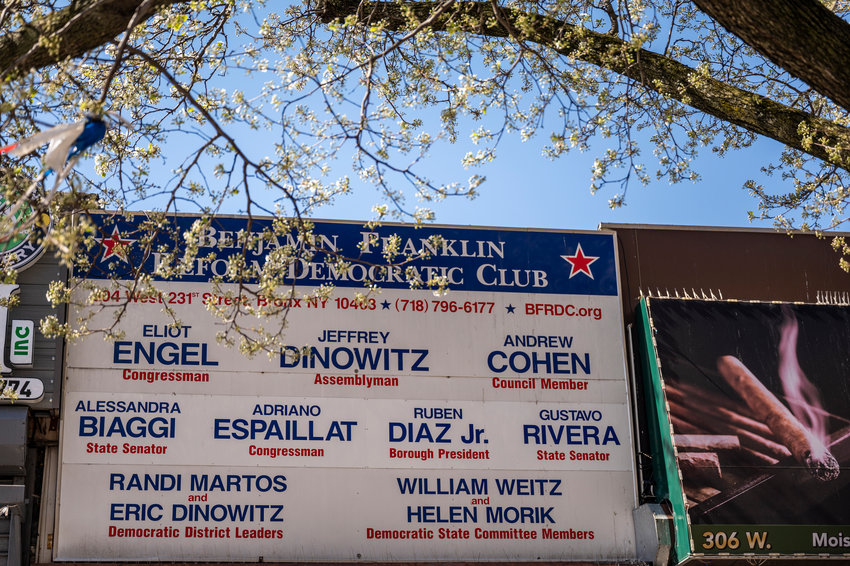 BENJAMIN FRANKLIN
REFORM DEMOCRATIC CLUB
304 West 231st Street, Bronx NY 10463 ★ (718) 796-6177 ★ BFRDC.org
ELIOT
ENGEL
Congressman
JEFFREY
DINOWITZ
Assemblyman
ANDREW
COHEN
Council Member
ALESSANDRA
BIAGGI
State Senator
ADRIANO
ESPAILLAT
Congressman
RUBEN
DIAZ Jr.
Borough President
GUSTAVO
RIVERA
State Senator
RANDI MARTOS
and
ERIC DINOWITZ
Democratic District Leaders
WILLIAM WEITZ
and
HELEN MORIK
Democratic State Committee Members
inc
74
306 W. Mois